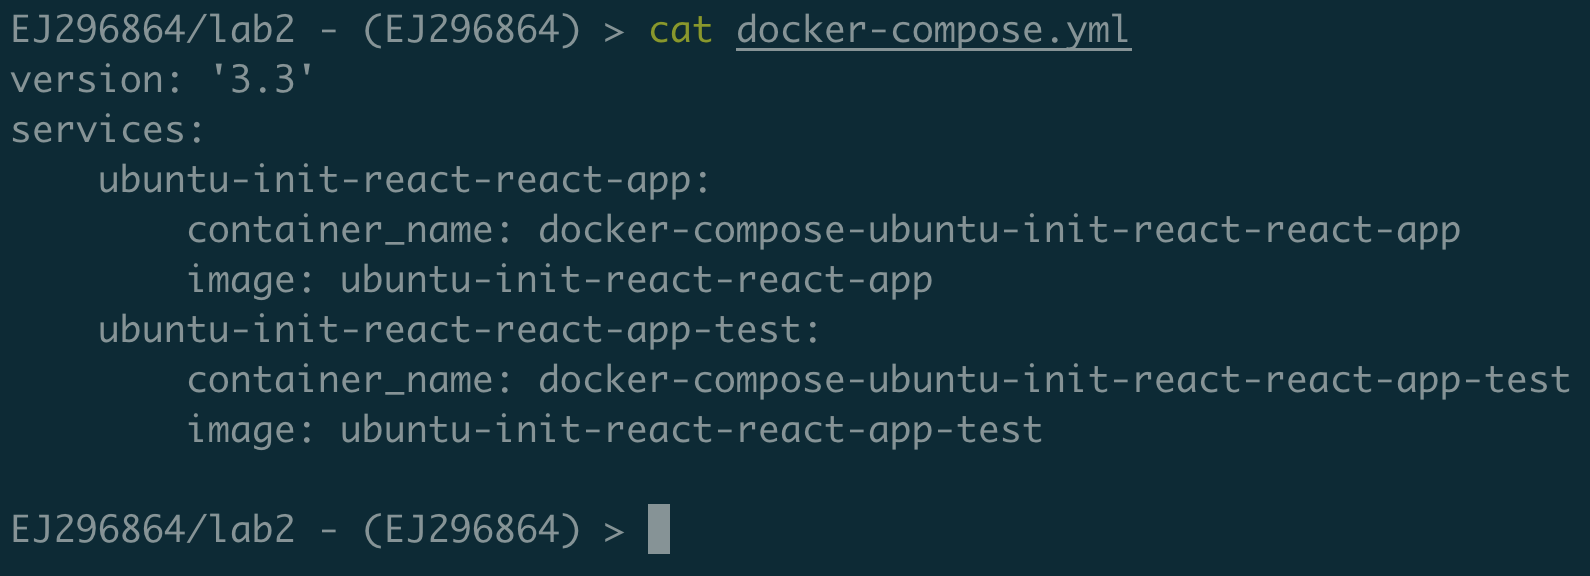 EJ296864/lab2 - (EJ296864) > cat docker-compose.yml
version: '3.3'
services:
    ubuntu-init-react-react-app:
        container_name: docker-compose-ubuntu-init-react-react-app
        image: ubuntu-init-react-react-app
    ubuntu-init-react-react-app-test:
        container_name: docker-compose-ubuntu-init-react-react-app-test
        image: ubuntu-init-react-react-app-test
EJ296864/lab2 - (EJ296864) >